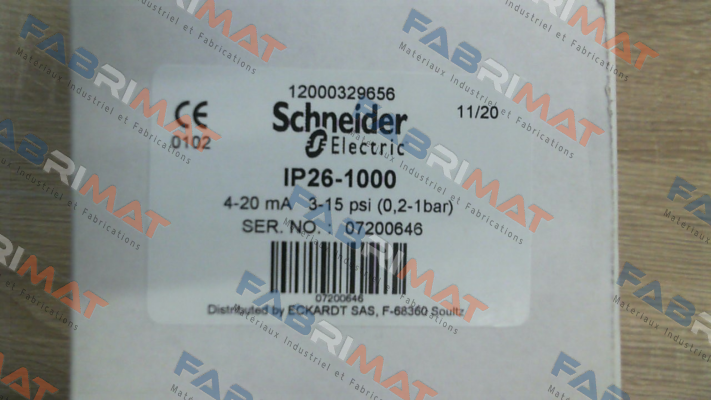 12000329656
CE
0102
11/20
Schneider
Electric
IP26-1000
4-20 mA 3-15 psi (0,2-1bar)
SER. NO. : 07200646
07200646
Distributed by ECKARDT SAS, F-68360 Soultz
FABRIMAT
Materiaux Industriel et Fabrications